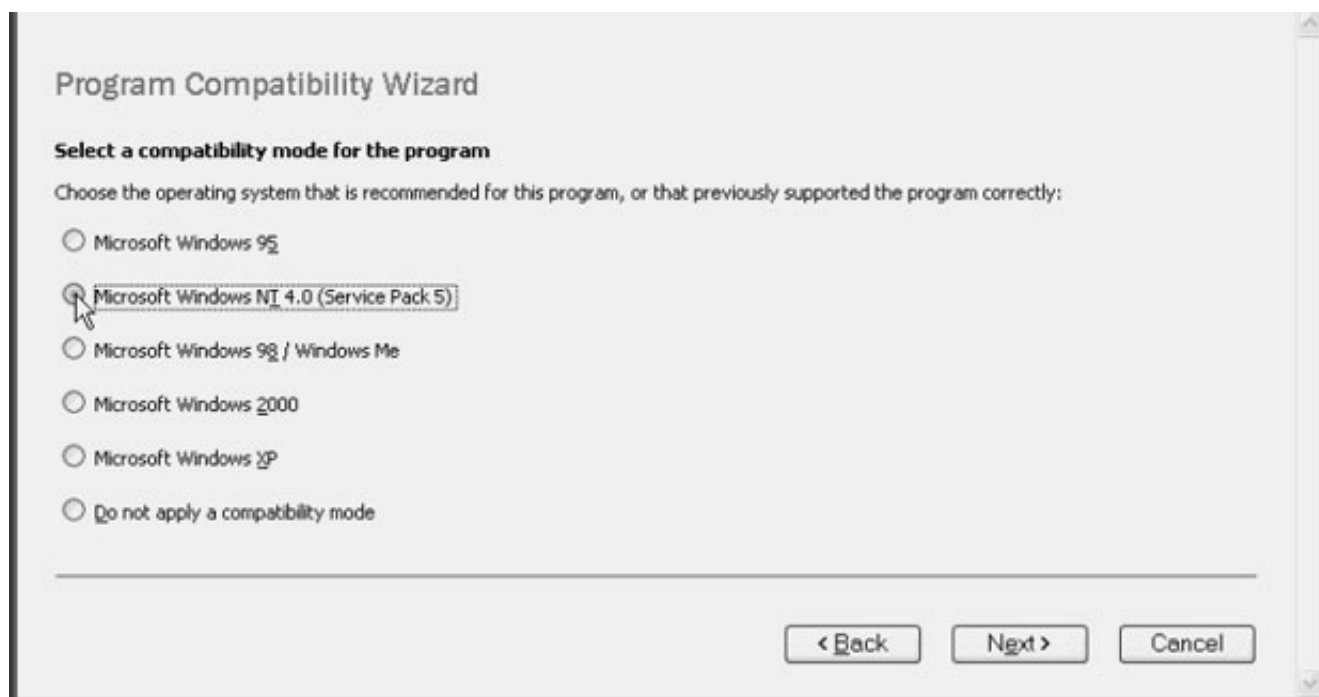 Program Compatibility Wizard
Select a compatibility mode for the program
Choose the operating system that is recommended for this program, or that previously supported the program correctly:
Microsoft Windows 95
Microsoft Windows NT 4.0 (Service Pack 5)
Microsoft Windows 98 / Windows Me
Microsoft Windows 2000
Microsoft Windows XP
Do not apply a compatibility mode
< Back Next > Cancel